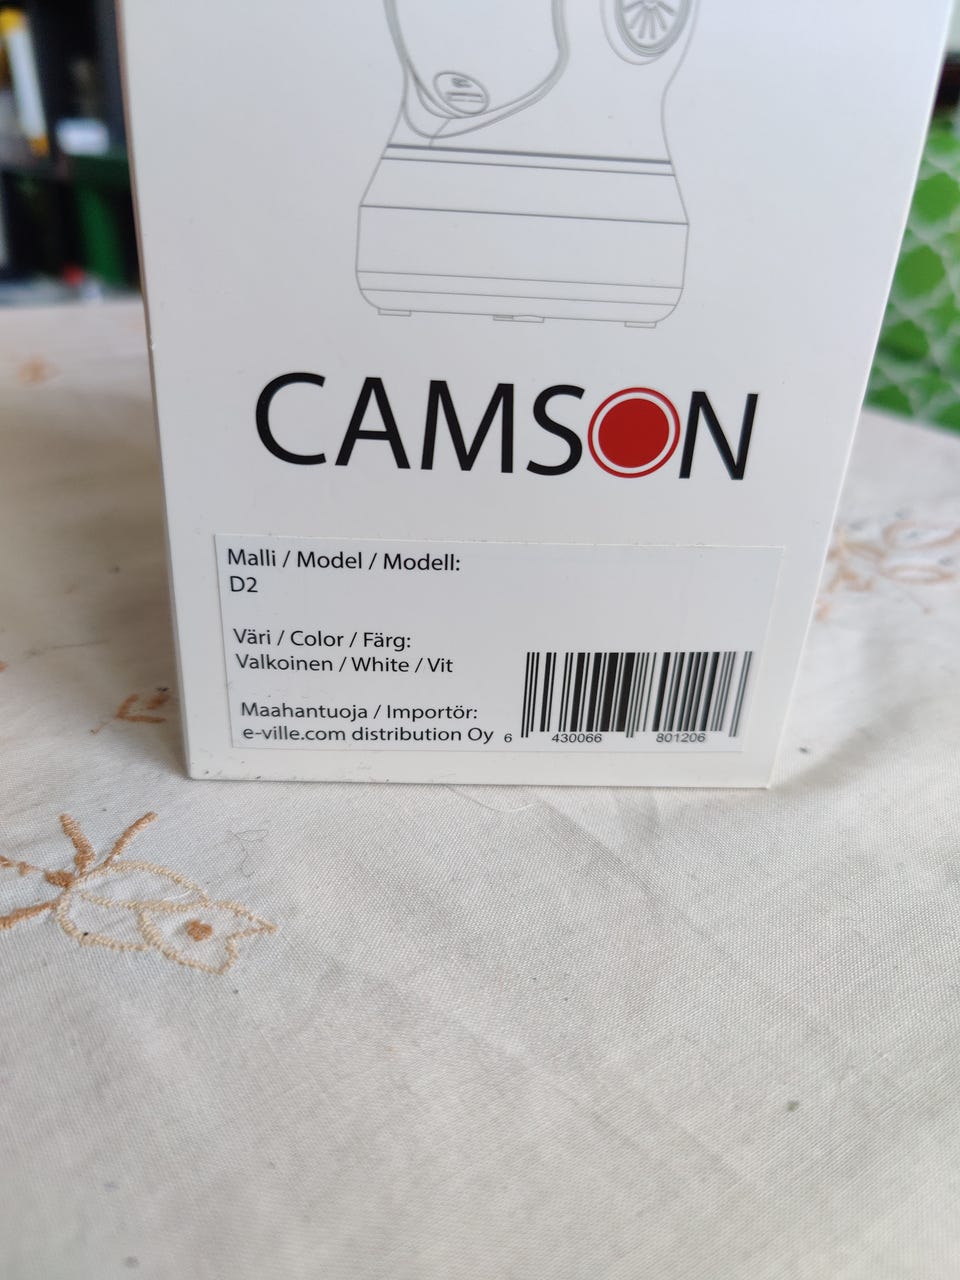 CAMSON
Malli / Model / Modell:
D2
Väri / Color / Färg:
Valkoinen / White / Vit
Maahantuoja / Importör:
e-ville.com distribution Oy
6 430066 801206